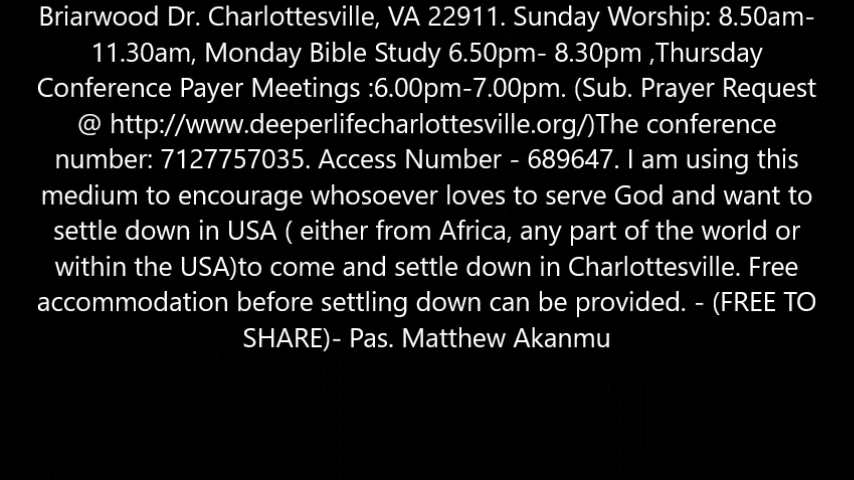 Briarwood Dr. Charlottesville, VA 22911. Sunday Worship: 8.50am-
11.30am, Monday Bible Study 6.50pm- 8.30pm ,Thursday
Conference Payer Meetings :6.00pm-7.00pm. (Sub. Prayer Request
@ http://www.deeperlifecharlottesville.org/)The conference
number: 7127757035. Access Number - 689647. I am using this
medium to encourage whosoever loves to serve God and want to
settle down in USA ( either from Africa, any part of the world or
within the USA)to come and settle down in Charlottesville. Free
accommodation before settling down can be provided. - (FREE TO
SHARE)- Pas. Matthew Akanmu